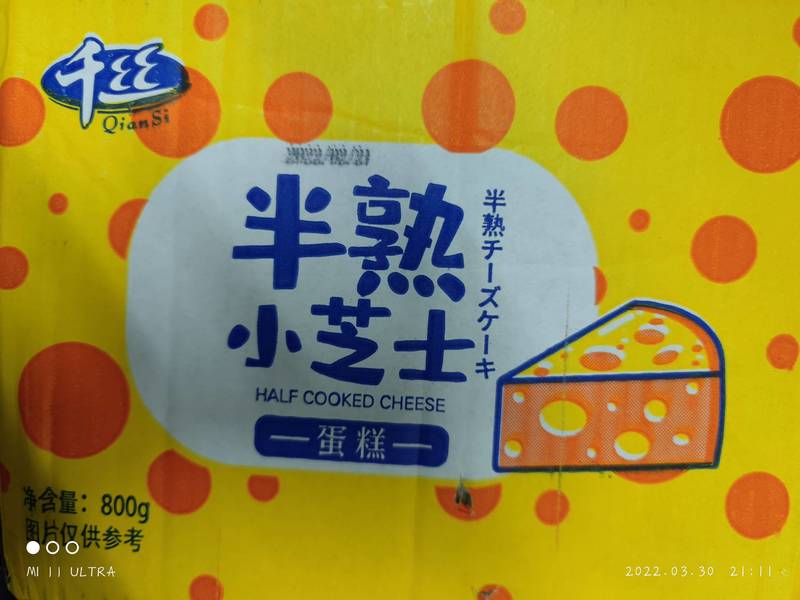 千丝
QianSi
半熟
小芝士
半熟チーズケーキ
HALF COOKED CHEESE
蛋糕
净含量：800g
图片仅供参考
MI 11 ULTRA
2022.03.30 21:11